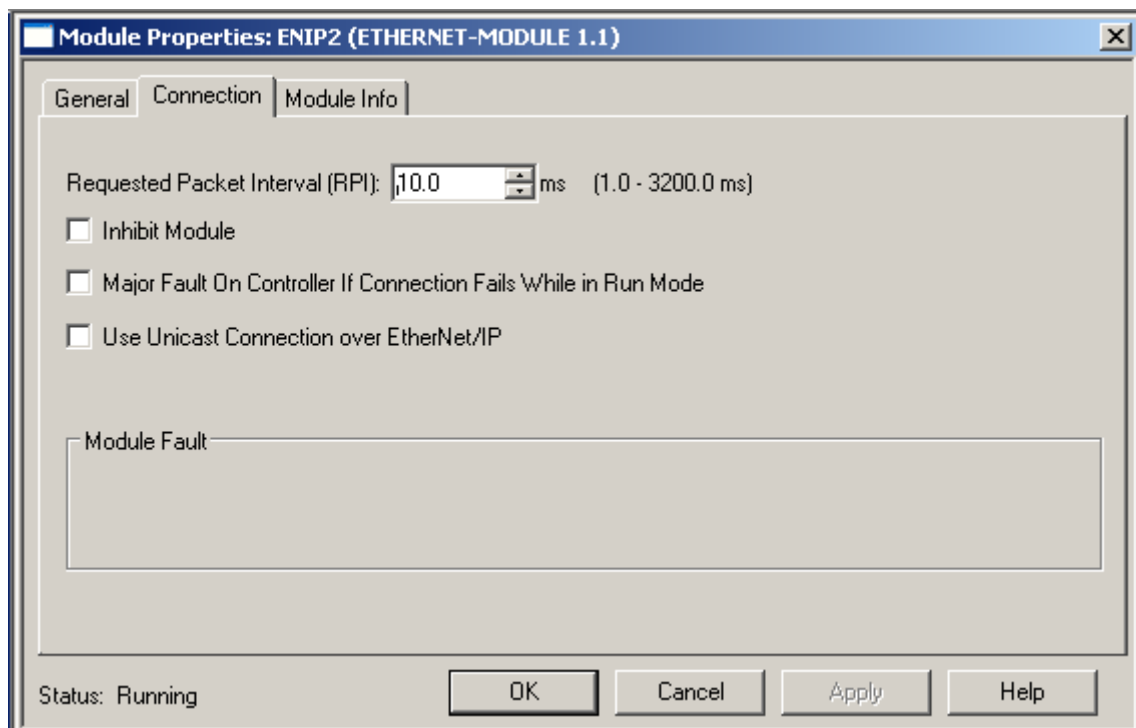 Module Properties: ENIP2 (ETHERNET-MODULE 1.1)
General Connection Module Info
Requested Packet Interval (RPI): 10.0 ms (1.0 - 3200.0 ms)
Inhibit Module
Major Fault On Controller If Connection Fails While in Run Mode
Use Unicast Connection over EtherNet/IP
Module Fault
Status: Running OK Cancel Apply Help